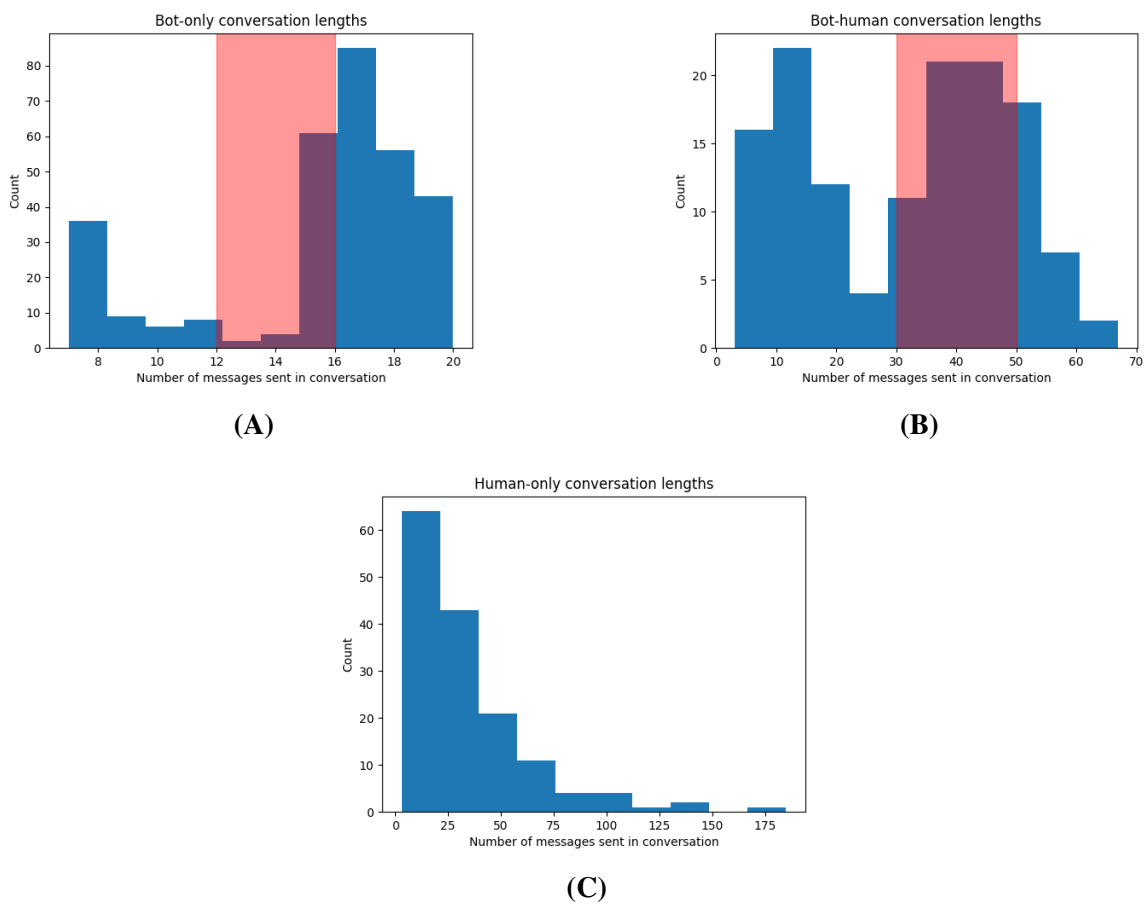 Bot-only conversation lengths
Count
80
70
60
50
40
30
20
10
0
8 10 12 14 16 18 20
Number of messages sent in conversation
(A)
Bot-human conversation lengths
Count
20
15
10
5
0
0 10 20 30 40 50 60 70
Number of messages sent in conversation
(B)
Human-only conversation lengths
Count
60
50
40
30
20
10
0
0 25 50 75 100 125 150 175
Number of messages sent in conversation
(C)